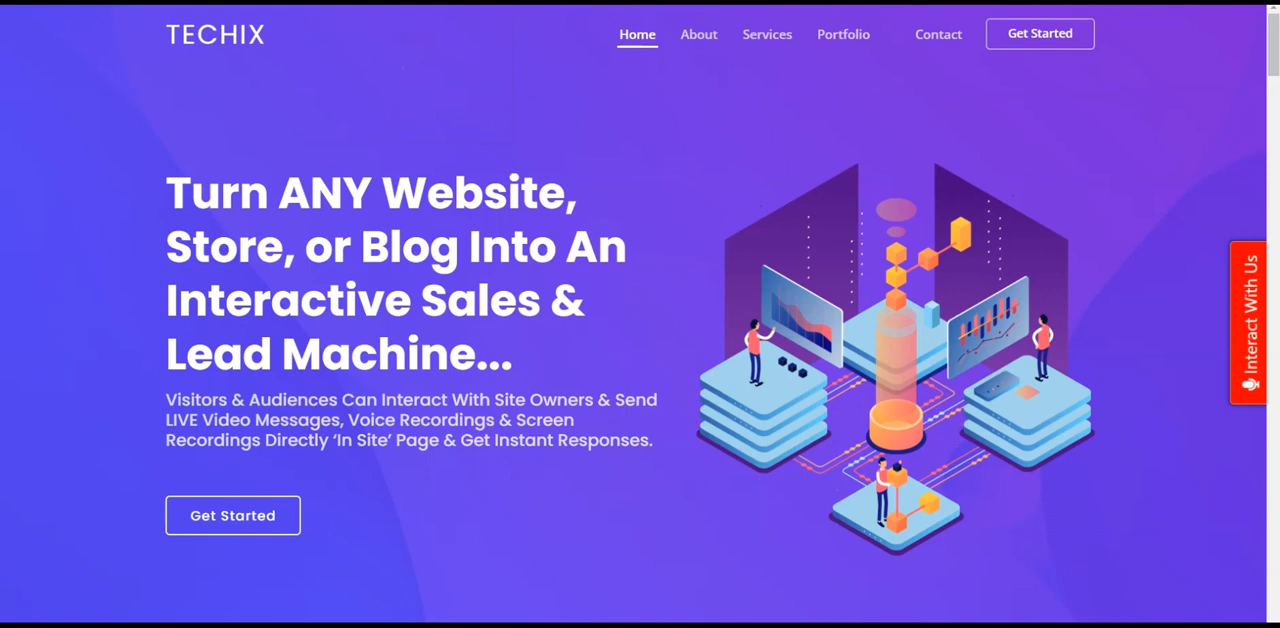 TECHIX
Home
About
Services
Portfolio
Contact
Get Started
Turn ANY Website,
Store, or Blog Into An
Interactive Sales &
Lead Machine...
Visitors & Audiences Can Interact With Site Owners & Send
LIVE Video Messages, Voice Recordings & Screen
Recordings Directly ‘In Site’ Page & Get Instant Responses.
Get Started
Interact With Us